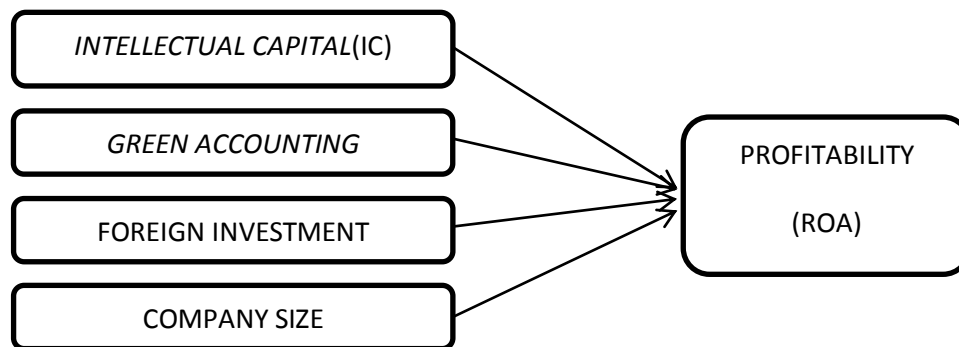 INTELLECTUAL CAPITAL(IC)
GREEN ACCOUNTING
FOREIGN INVESTMENT
COMPANY SIZE
PROFITABILITY
(ROA)